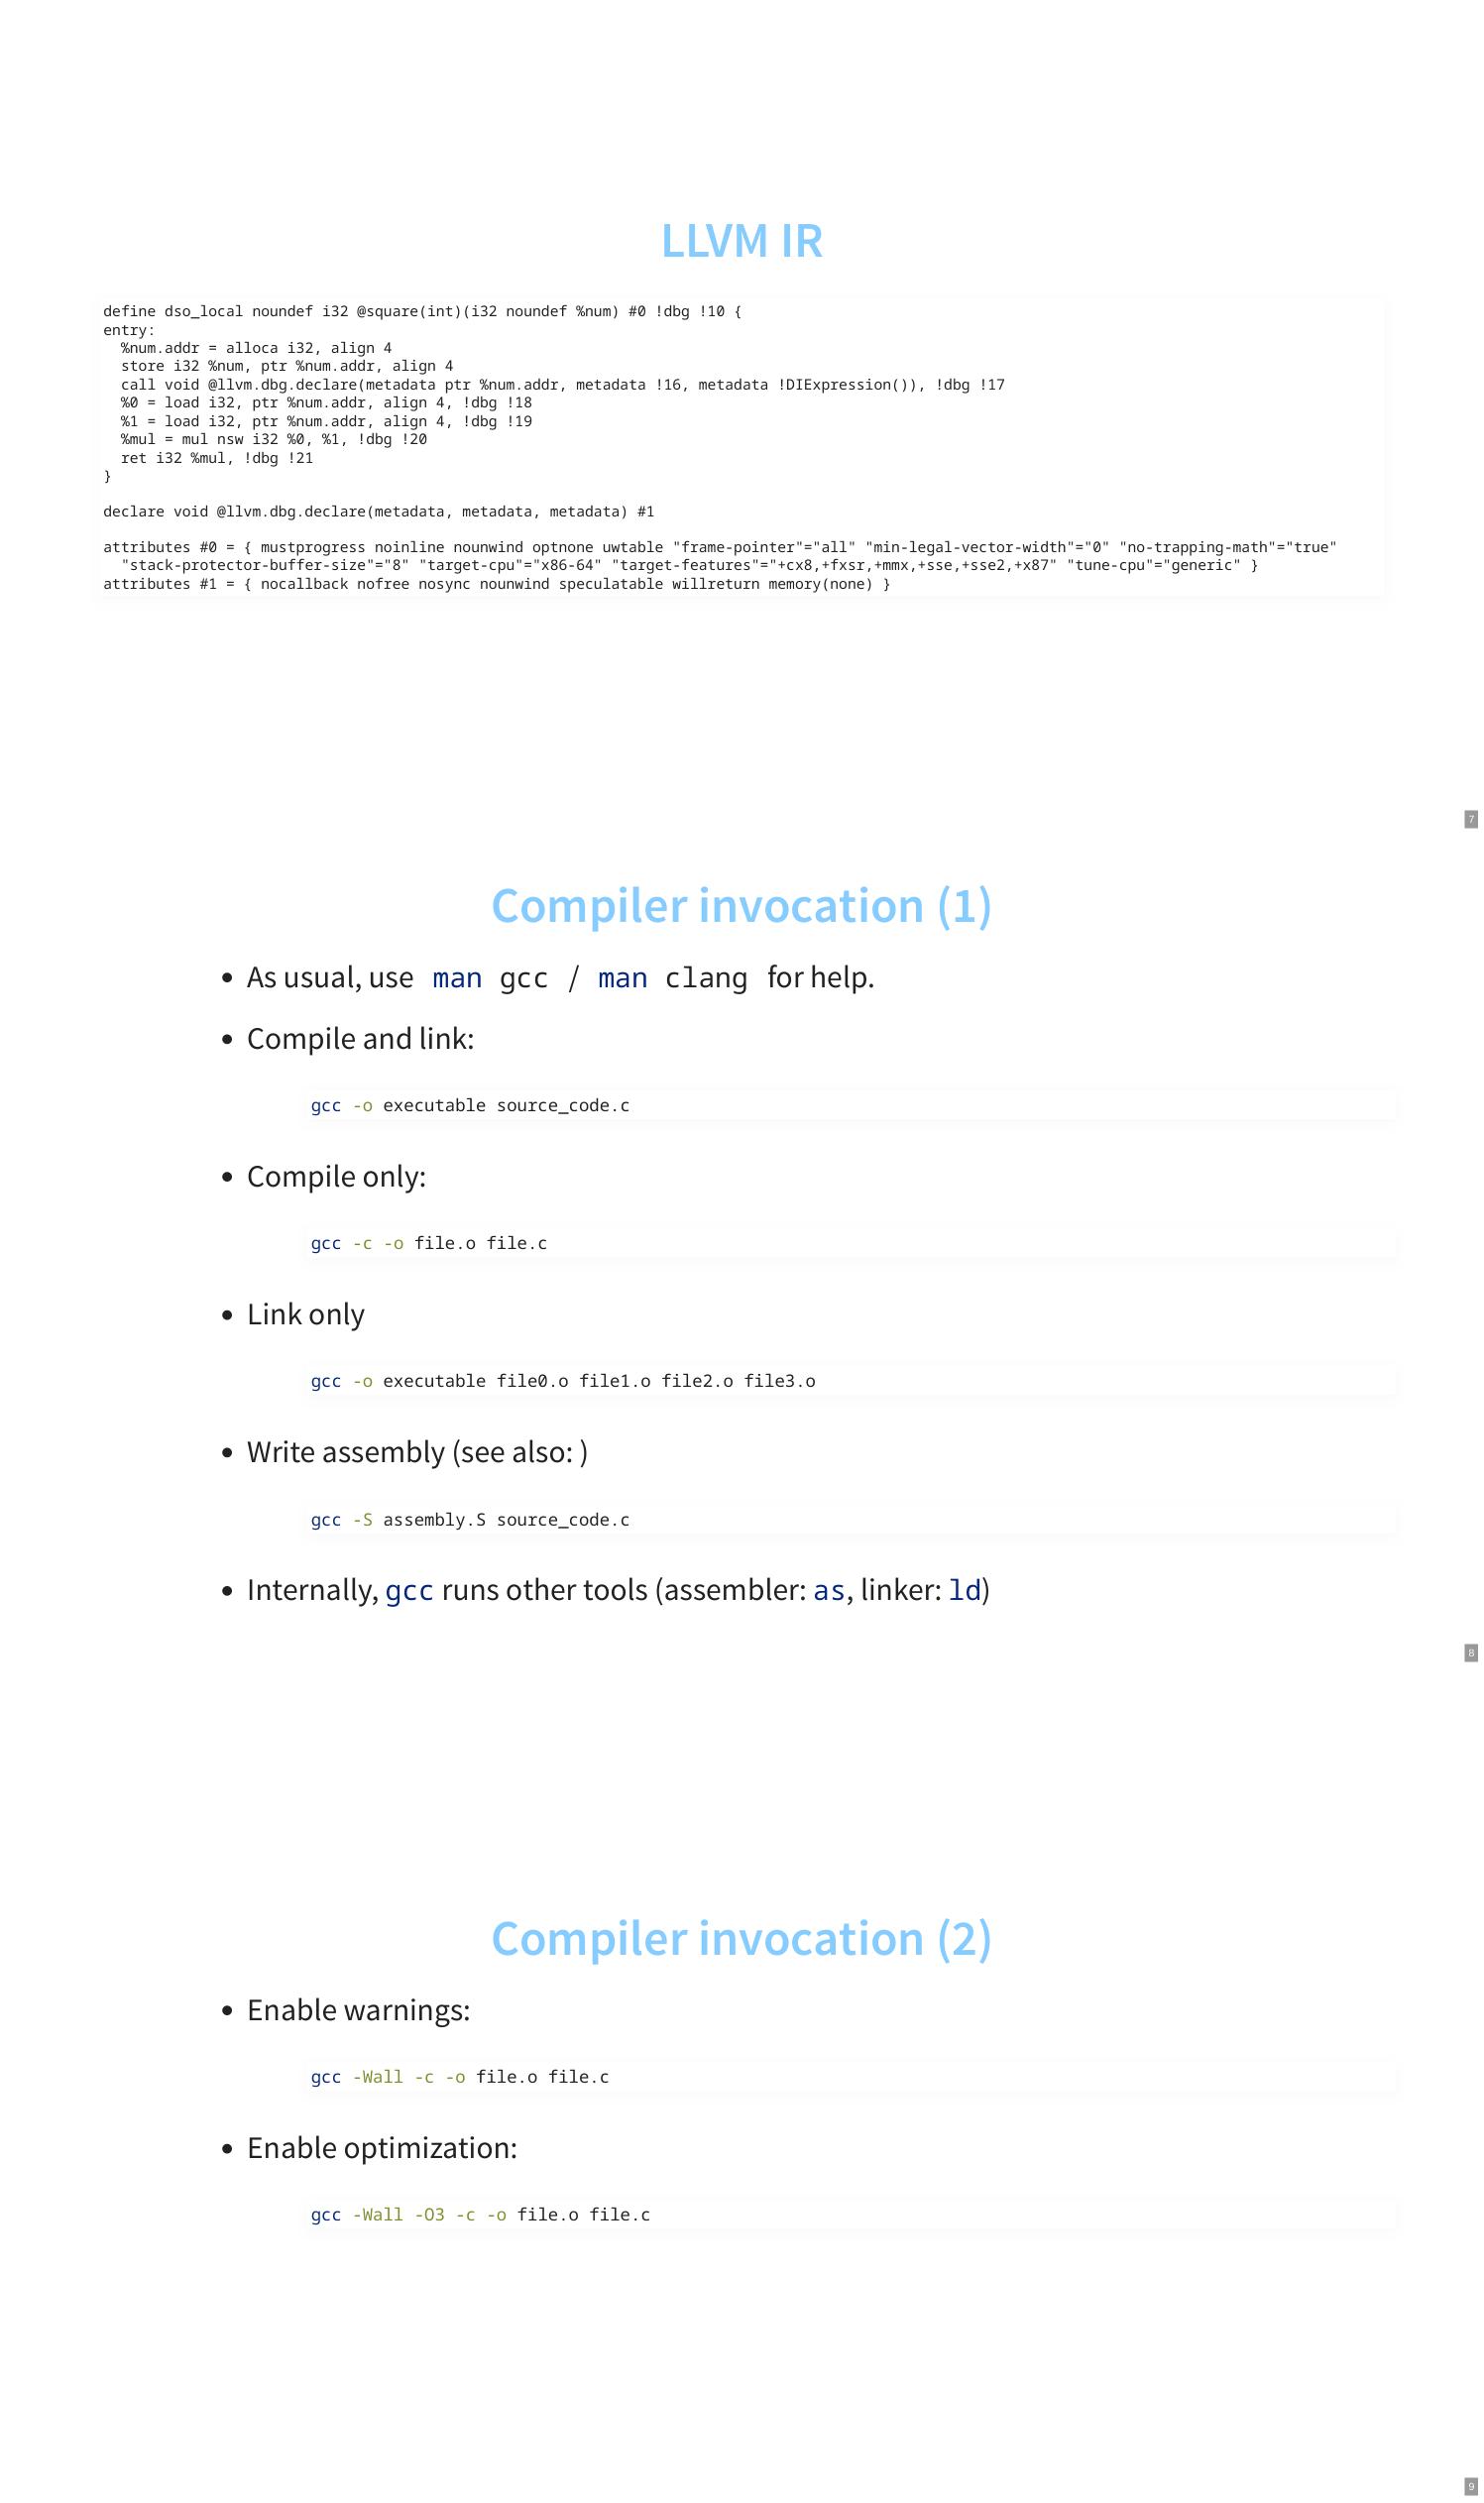 LLVM IR
define dso_local noundef i32 @square(int)(i32 noundef %num) #0 !dbg !10 {
entry:
  %num.addr = alloca i32, align 4
  store i32 %num, ptr %num.addr, align 4
  call void @llvm.dbg.declare(metadata ptr %num.addr, metadata !16, metadata !DIExpression()), !dbg !17
  %0 = load i32, ptr %num.addr, align 4, !dbg !18
  %1 = load i32, ptr %num.addr, align 4, !dbg !19
  %mul = mul nsw i32 %0, %1, !dbg !20
  ret i32 %mul, !dbg !21
}
declare void @llvm.dbg.declare(metadata, metadata, metadata) #1
attributes #0 = { mustprogress noinline nounwind optnone uwtable "frame-pointer"="all" "min-legal-vector-width"="0" "no-trapping-math"="true"
  "stack-protector-buffer-size"="8" "target-cpu"="x86-64" "target-features"="+cx8,+fxsr,+mmx,+sse,+sse2,+x87" "tune-cpu"="generic" }
attributes #1 = { nocallback nofree nosync nounwind speculatable willreturn memory(none) }
7
Compiler invocation (1)
• As usual, use man gcc / man clang for help.
• Compile and link:
gcc -o executable source_code.c
• Compile only:
gcc -c -o file.o file.c
• Link only
gcc -o executable file0.o file1.o file2.o file3.o
• Write assembly (see also: )
gcc -S assembly.S source_code.c
• Internally, gcc runs other tools (assembler: as, linker: ld)
8
Compiler invocation (2)
• Enable warnings:
gcc -Wall -c -o file.o file.c
• Enable optimization:
gcc -Wall -O3 -c -o file.o file.c
9